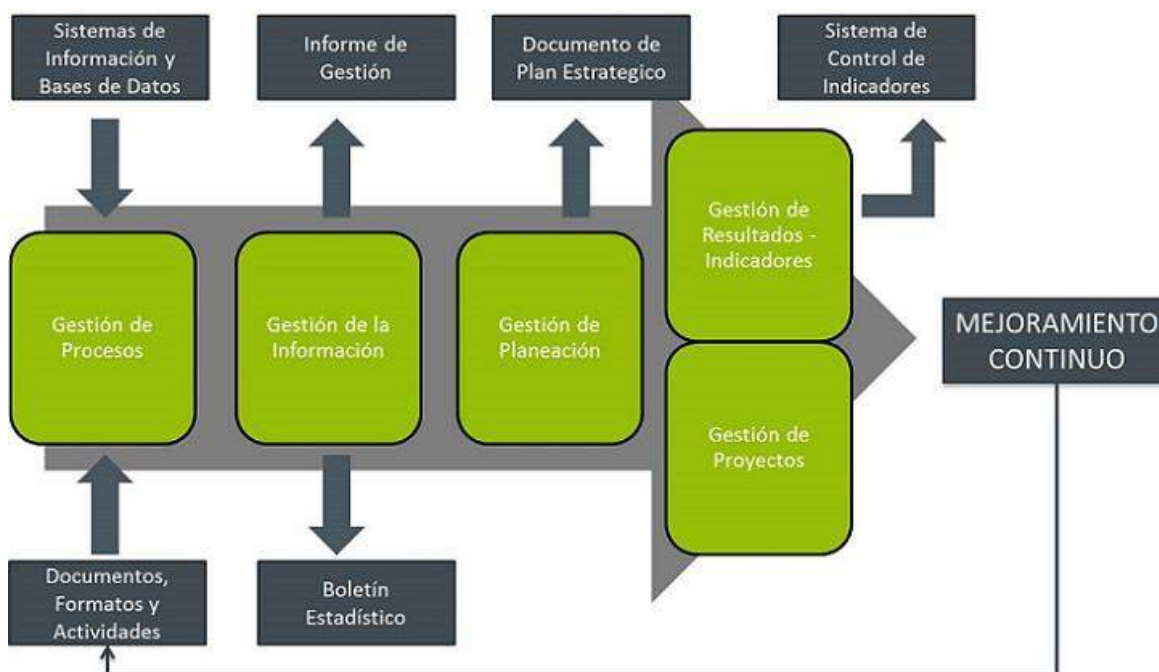 Sistemas de
Información y
Bases de Datos
Informe de
Gestión
Documento de
Plan Estrategico
Sistema de
Control de
Indicadores
Gestión de
Procesos
Gestión de la
Información
Gestión de
Planeación
Gestión de
Resultados -
Indicadores
Gestión de
Proyectos
MEJORAMIENTO
CONTINUO
Documentos,
Formatos y
Actividades
Boletín
Estadístico